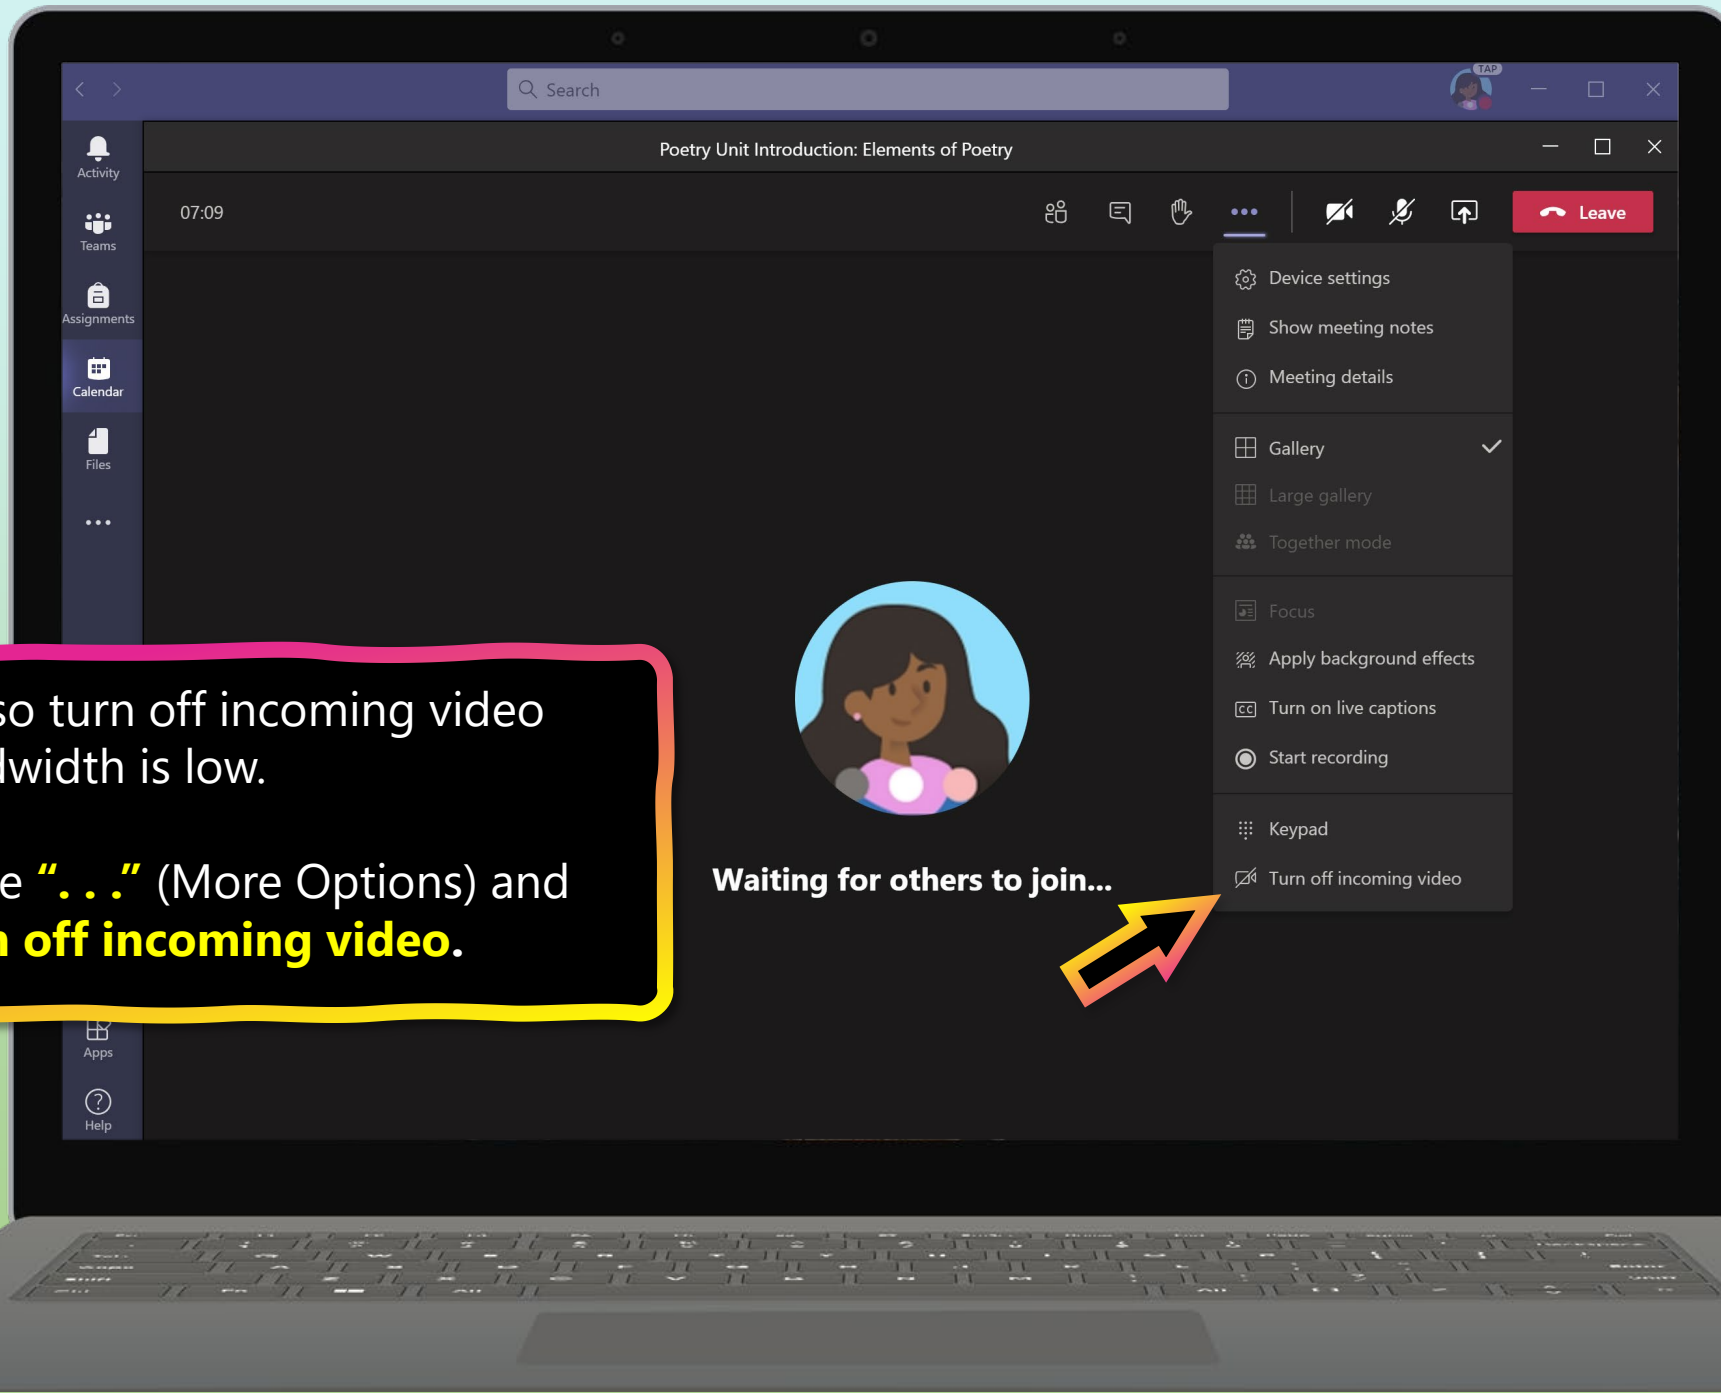 TAP
Search
Activity
Teams
Assignments
Calendar
Files
Apps
Help
Poetry Unit Introduction: Elements of Poetry
07:09
Leave
Device settings
Show meeting notes
Meeting details
Gallery
Large gallery
Together mode
Focus
Apply background effects
CC Turn on live captions
Start recording
Keypad
Turn off incoming video
Waiting for others to join...
so turn off incoming video
dwidth is low.
e “. . .” (More Options) and
n off incoming video.